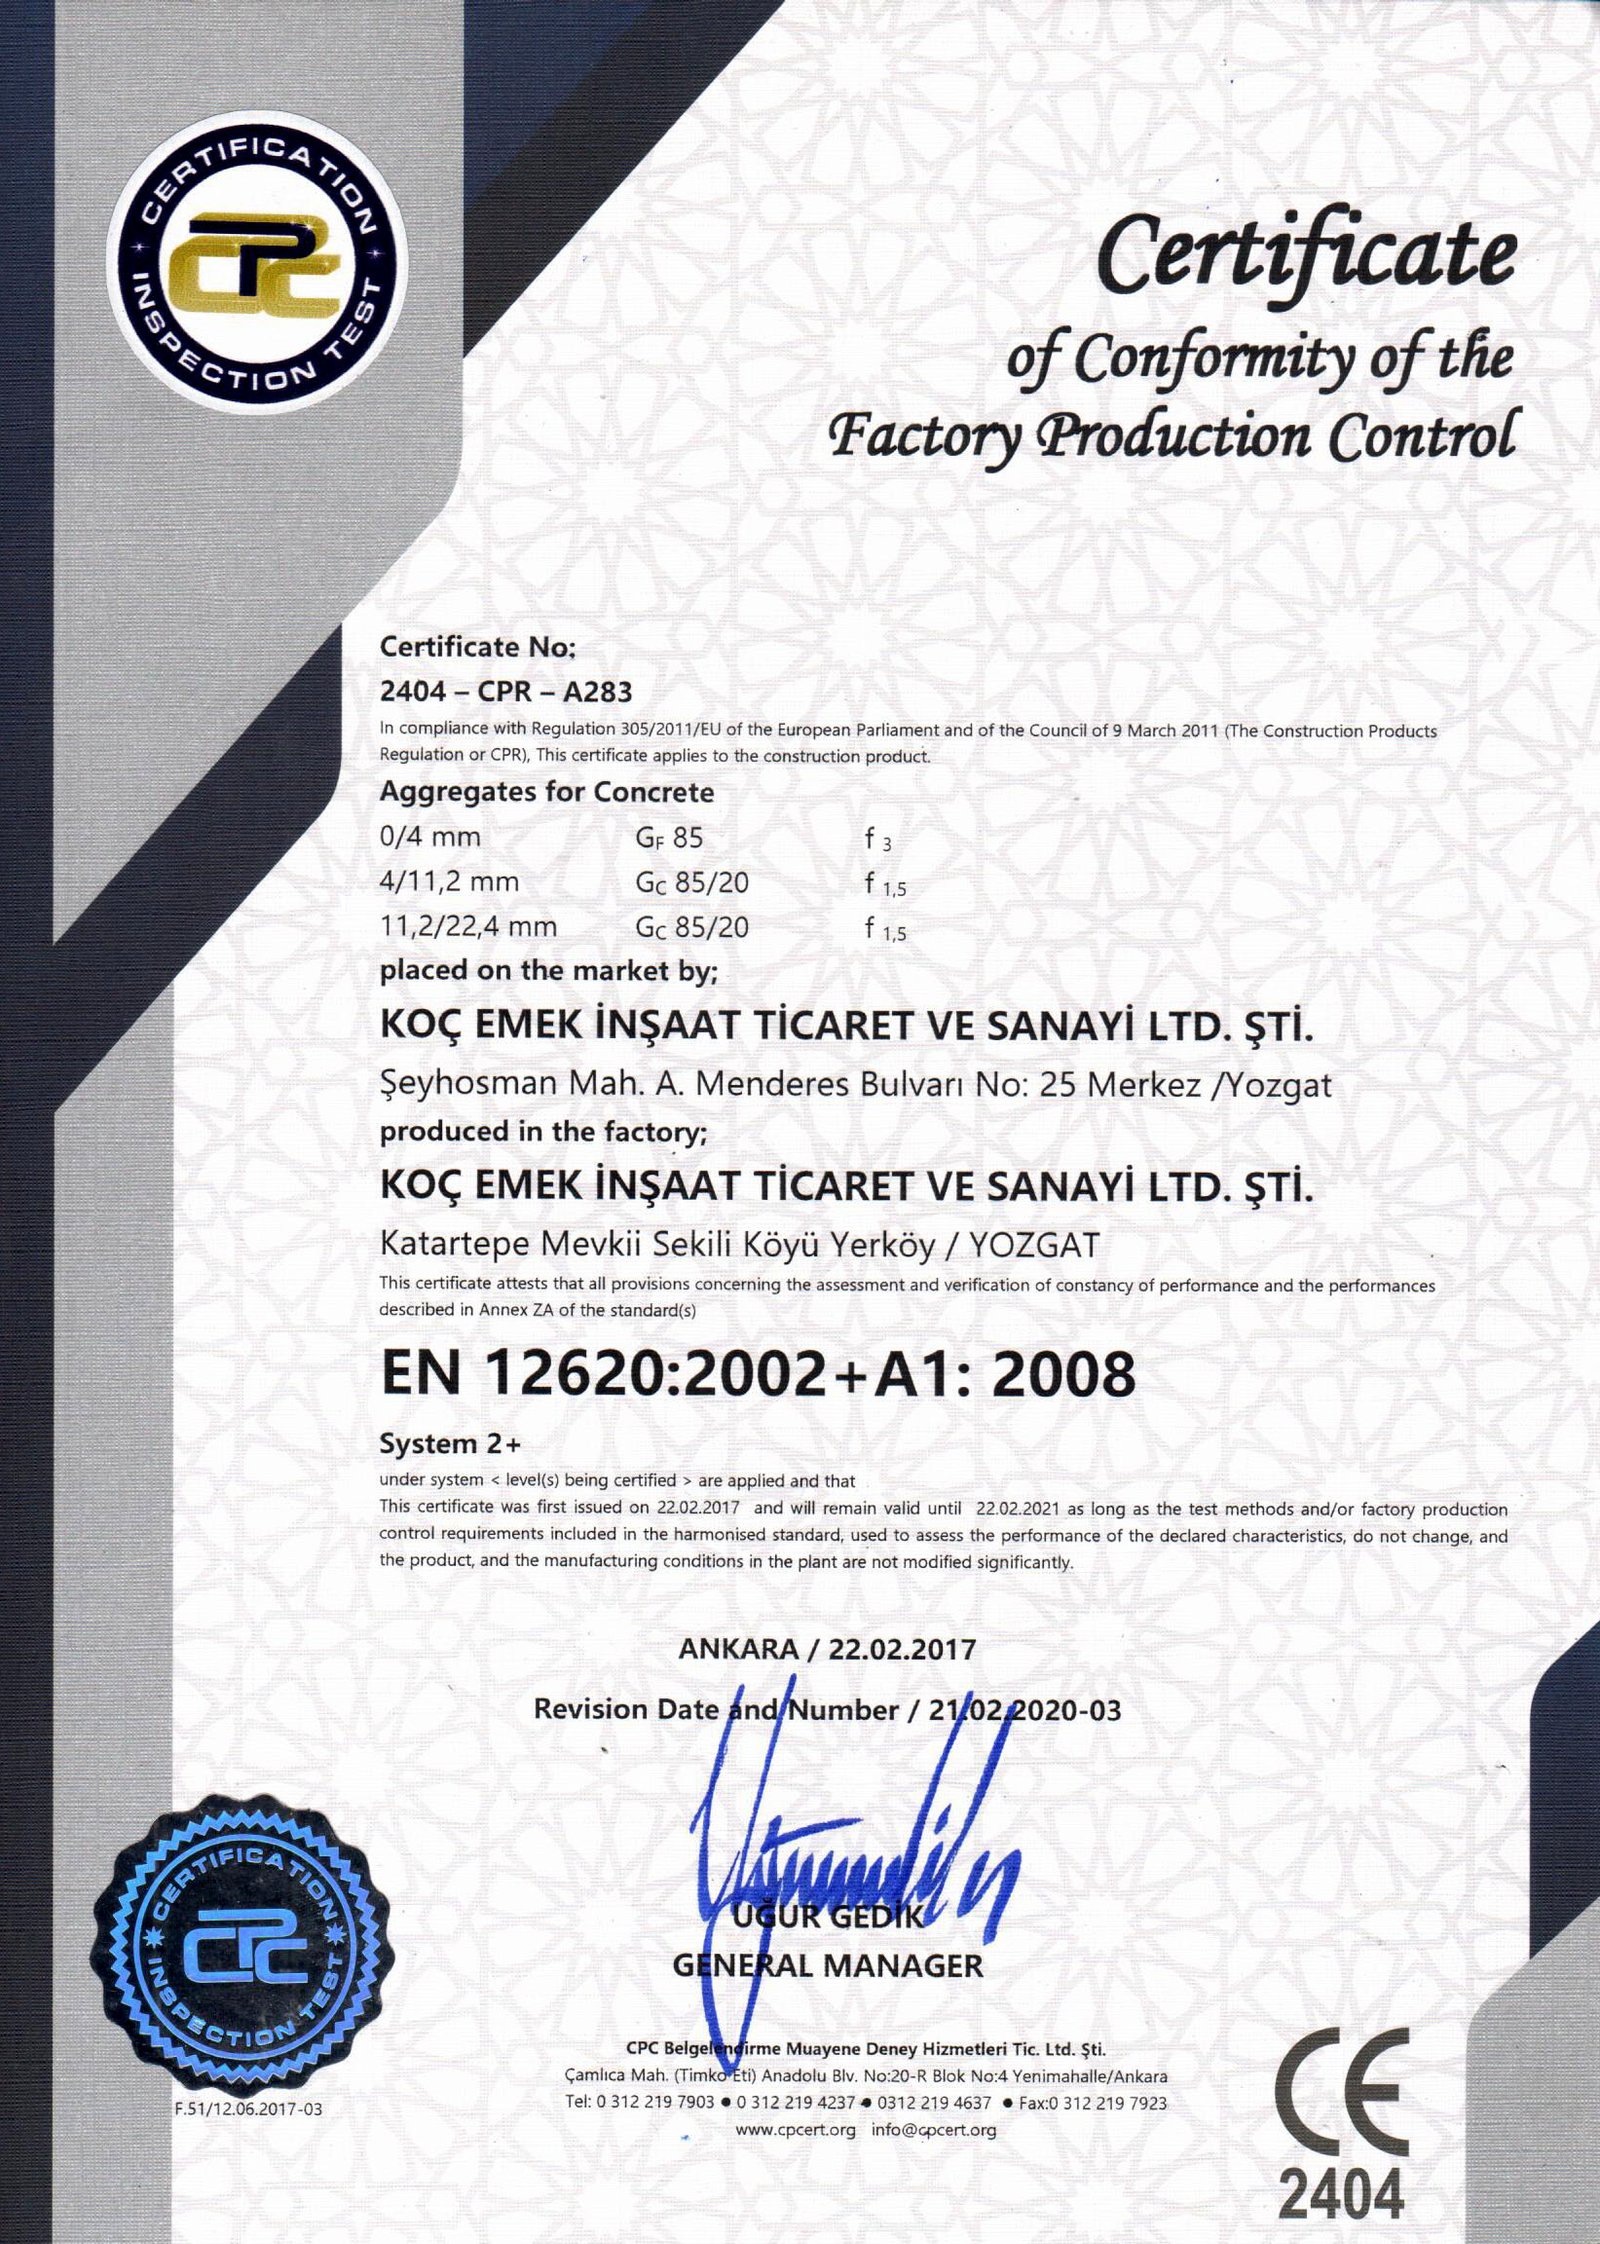 CERTIFICATION
CPC
INSPECTION TEST
Certificate
of Conformity of the
Factory Production Control
Certificate No:
2404 – CPR – A283
In compliance with Regulation 305/2011/EU of the European Parliament and of the Council of 9 March 2011 (The Construction Products
Regulation or CPR), This certificate applies to the construction product.
Aggregates for Concrete
0/4 mm GF 85 f 3
4/11,2 mm GC 85/20 f 1,5
11,2/22,4 mm GC 85/20 f 1,5
placed on the market by;
KOÇ EMEK İNŞAAT TİCARET VE SANAYİ LTD. ŞTİ.
Şeyhosman Mah. A. Menderes Bulvarı No: 25 Merkez /Yozgat
produced in the factory;
KOÇ EMEK İNŞAAT TİCARET VE SANAYİ LTD. ŞTİ.
Katartepe Mevkii Sekili Köyü Yerköy / YOZGAT
This certificate attests that all provisions concerning the assessment and verification of constancy of performance and the performances
described in Annex ZA of the standard(s)
EN 12620:2002+A1: 2008
System 2+
under system < level(s) being certified > are applied and that
This certificate was first issued on 22.02.2017 and will remain valid until 22.02.2021 as long as the test methods and/or factory production
control requirements included in the harmonised standard, used to assess the performance of the declared characteristics, do not change, and
the product, and the manufacturing conditions in the plant are not modified significantly.
ANKARA / 22.02.2017
Revision Date and Number / 21.02.2020-03
UĞUR GEDİK
GENERAL MANAGER
CERTIFICATION
CPC
INSPECTION TEST
F.51/12.06.2017-03
CPC Belgelendirme Muayene Deney Hizmetleri Tic. Ltd. Şti.
Çamlıca Mah. (Timko Eti) Anadolu Blv. No:20-R Blok No:4 Yenimahalle/Ankara
Tel: 0 312 219 7903 ● 0 312 219 4237 ● 0312 219 4637 ● Fax:0 312 219 7923
www.cpcert.org info@cpcert.org
CE
2404